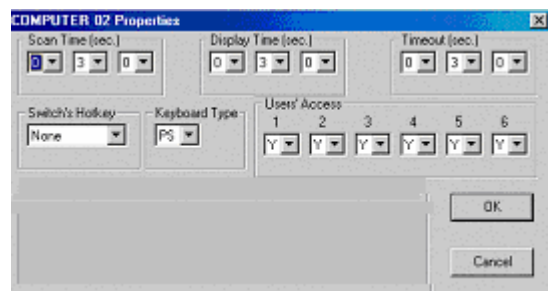 COMPUTER 02 Properties
Scan Time (sec.) Display Time (sec.) Timeout (sec.)
0 3 0 0 3 0 0 3 0
Switch's Hotkey Keyboard Type Users' Access
1 2 3 4 5 6
None PS Y Y Y Y Y Y
OK
Cancel